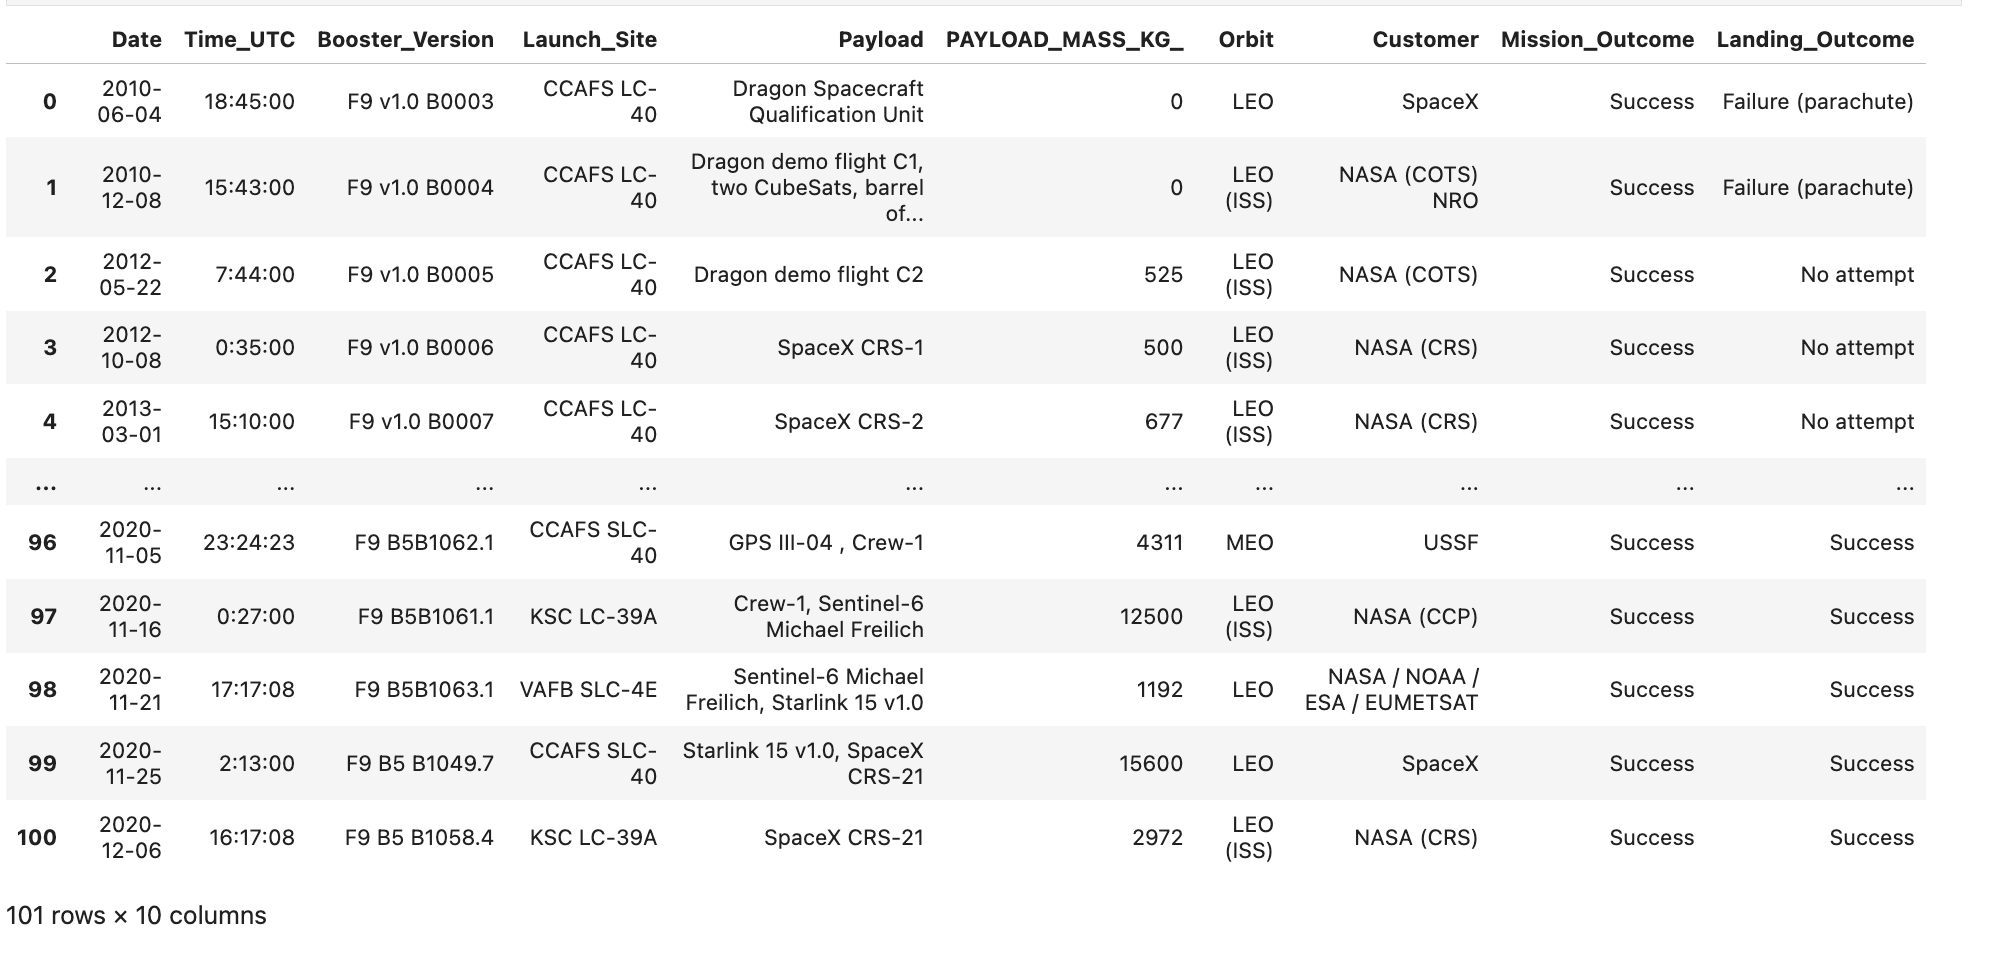 Date Time_UTC Booster_Version Launch_Site Payload PAYLOAD_MASS_KG_ Orbit Customer Mission_Outcome Landing_Outcome
0 2010-06-04 18:45:00 F9 v1.0 B0003 CCAFS LC-40 Dragon Spacecraft Qualification Unit 0 LEO SpaceX Success Failure (parachute)
1 2010-12-08 15:43:00 F9 v1.0 B0004 CCAFS LC-40 Dragon demo flight C1, two CubeSats, barrel of... 0 LEO (ISS) NASA (COTS) NRO Success Failure (parachute)
2 2012-05-22 7:44:00 F9 v1.0 B0005 CCAFS LC-40 Dragon demo flight C2 525 LEO (ISS) NASA (COTS) Success No attempt
3 2012-10-08 0:35:00 F9 v1.0 B0006 CCAFS LC-40 SpaceX CRS-1 500 LEO (ISS) NASA (CRS) Success No attempt
4 2013-03-01 15:10:00 F9 v1.0 B0007 CCAFS LC-40 SpaceX CRS-2 677 LEO (ISS) NASA (CRS) Success No attempt
... ... ... ... ... ... ... ... ... ... ...
96 2020-11-05 23:24:23 F9 B5B1062.1 CCAFS SLC-40 GPS III-04 , Crew-1 4311 MEO USSF Success Success
97 2020-11-16 0:27:00 F9 B5B1061.1 KSC LC-39A Crew-1, Sentinel-6 Michael Freilich 12500 LEO (ISS) NASA (CCP) Success Success
98 2020-11-21 17:17:08 F9 B5B1063.1 VAFB SLC-4E Sentinel-6 Michael Freilich, Starlink 15 v1.0 1192 LEO NASA / NOAA / ESA / EUMETSAT Success Success
99 2020-11-25 2:13:00 F9 B5 B1049.7 CCAFS SLC-40 Starlink 15 v1.0, SpaceX CRS-21 15600 LEO SpaceX Success Success
100 2020-12-06 16:17:08 F9 B5 B1058.4 KSC LC-39A SpaceX CRS-21 2972 LEO (ISS) NASA (CRS) Success Success
101 rows × 10 columns